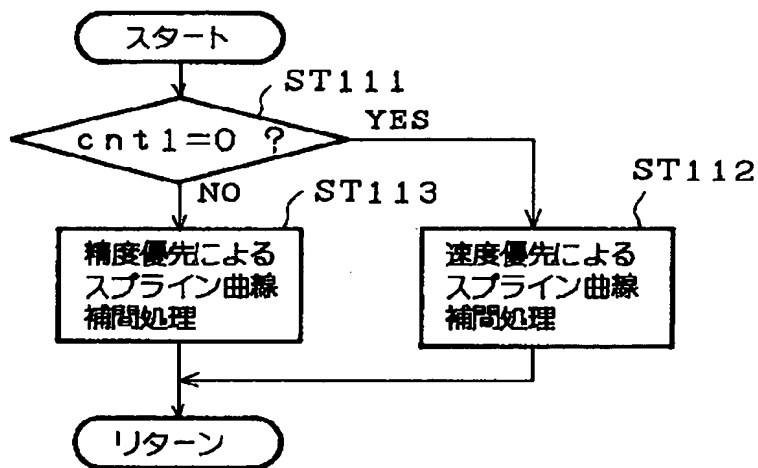 スタート
ST111
cnt1=0 ?
YES
NO
ST113
ST112
精度優先による
スプライン曲線
補間処理
速度優先による
スプライン曲線
補間処理
リターン